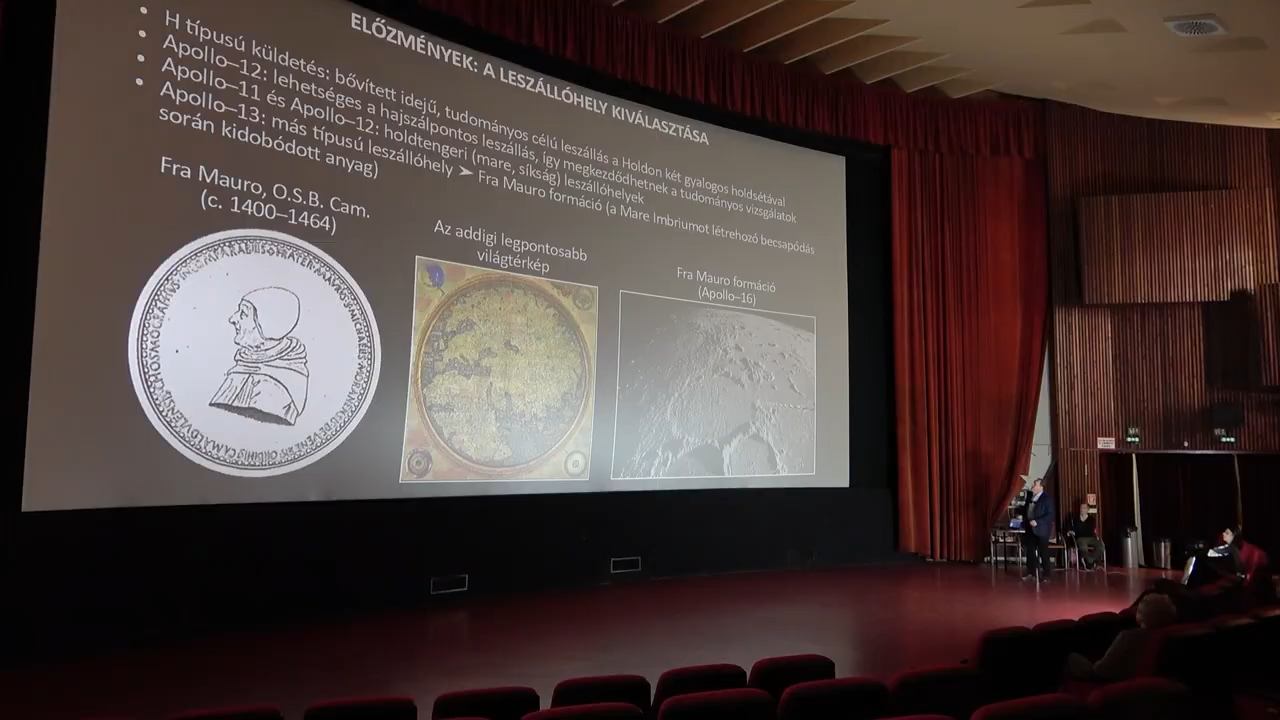 ELŐZMÉNYEK: A LESZÁLLÓHELY KIVÁLASZTÁSA
• H típusú küldetés: bővített idejű, tudományos célú leszállás a Holdon két gyalogos holdsétával
• Apollo–12: lehetséges a hajszálpontos leszállás, így megkezdődhetnek a tudományos vizsgálatok
• Apollo–11 és Apollo–12: holdtengeri (mare, síkság) leszállóhelyek
• Apollo–13: más típusú leszállóhely ➤ Fra Mauro formáció (a Mare Imbriumot létrehozó becsapódás
során kidobódott anyag)
Fra Mauro, O.S.B. Cam.
(c. 1400–1464)
Az addigi legpontosabb
világtérkép
Fra Mauro formáció
(Apollo–16)